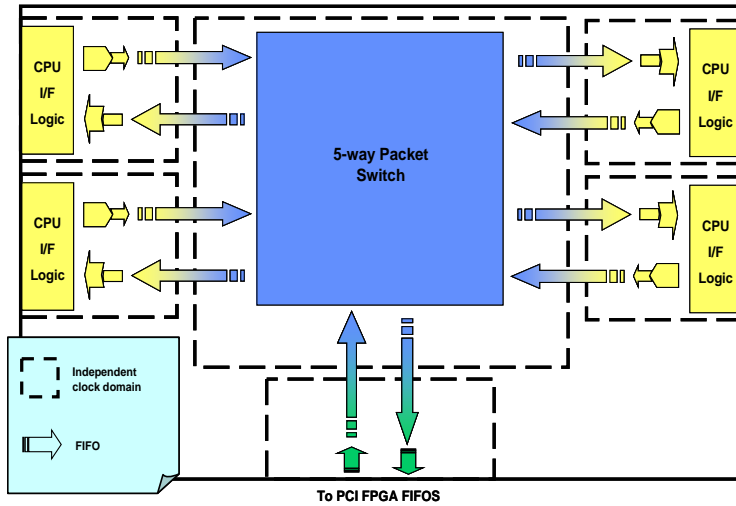 CPU
I/F
Logic
CPU
I/F
Logic
5-way Packet
Switch
CPU
I/F
Logic
CPU
I/F
Logic
Independent
clock domain
FIFO
To PCI FPGA FIFOS